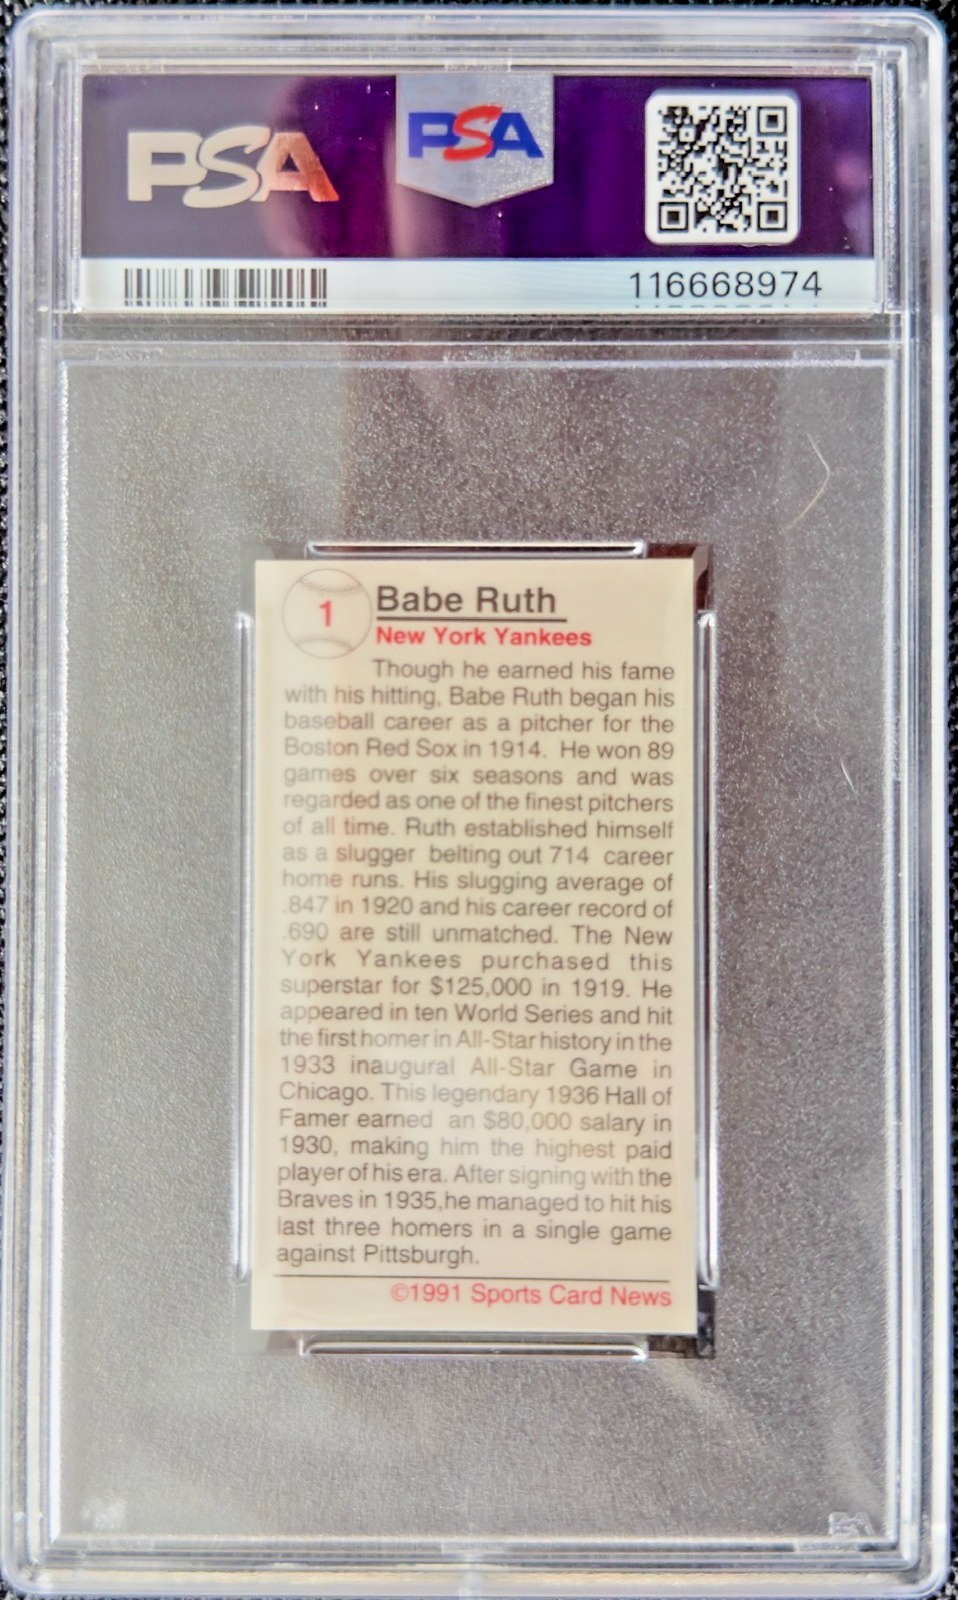 PSA
PSA
116668974
1
Babe Ruth
New York Yankees
Though he earned his fame
with his hitting, Babe Ruth began his
baseball career as a pitcher for the
Boston Red Sox in 1914. He won 89
games over six seasons and was
regarded as one of the finest pitchers
of all time. Ruth established himself
as a slugger belting out 714 career
home runs. His slugging average of
.847 in 1920 and his career record of
.690 are still unmatched. The New
York Yankees purchased this
superstar for $125,000 in 1919. He
appeared in ten World Series and hit
the first homer in All-Star history in the
1933 inaugural All-Star Game in
Chicago. This legendary 1936 Hall of
Famer earned an $80,000 salary in
1930, making him the highest paid
player of his era. After signing with the
Braves in 1935,he managed to hit his
last three homers in a single game
against Pittsburgh.
©1991 Sports Card News